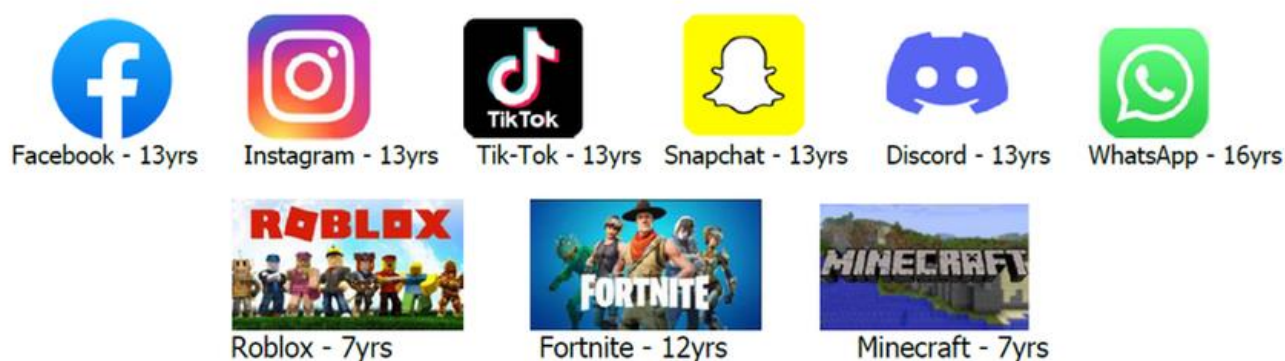 TikTok
Facebook - 13yrs
Instagram - 13yrs
Tik-Tok - 13yrs
Snapchat - 13yrs
Discord - 13yrs
WhatsApp - 16yrs
ROBLOX
FORTNITE
MINECRAFT
Roblox - 7yrs
Fortnite - 12yrs
Minecraft - 7yrs